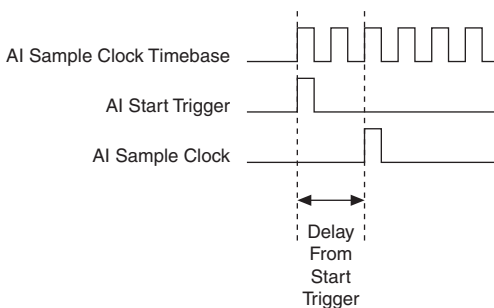 AI Sample Clock Timebase
AI Start Trigger
AI Sample Clock
Delay
From
Start
Trigger